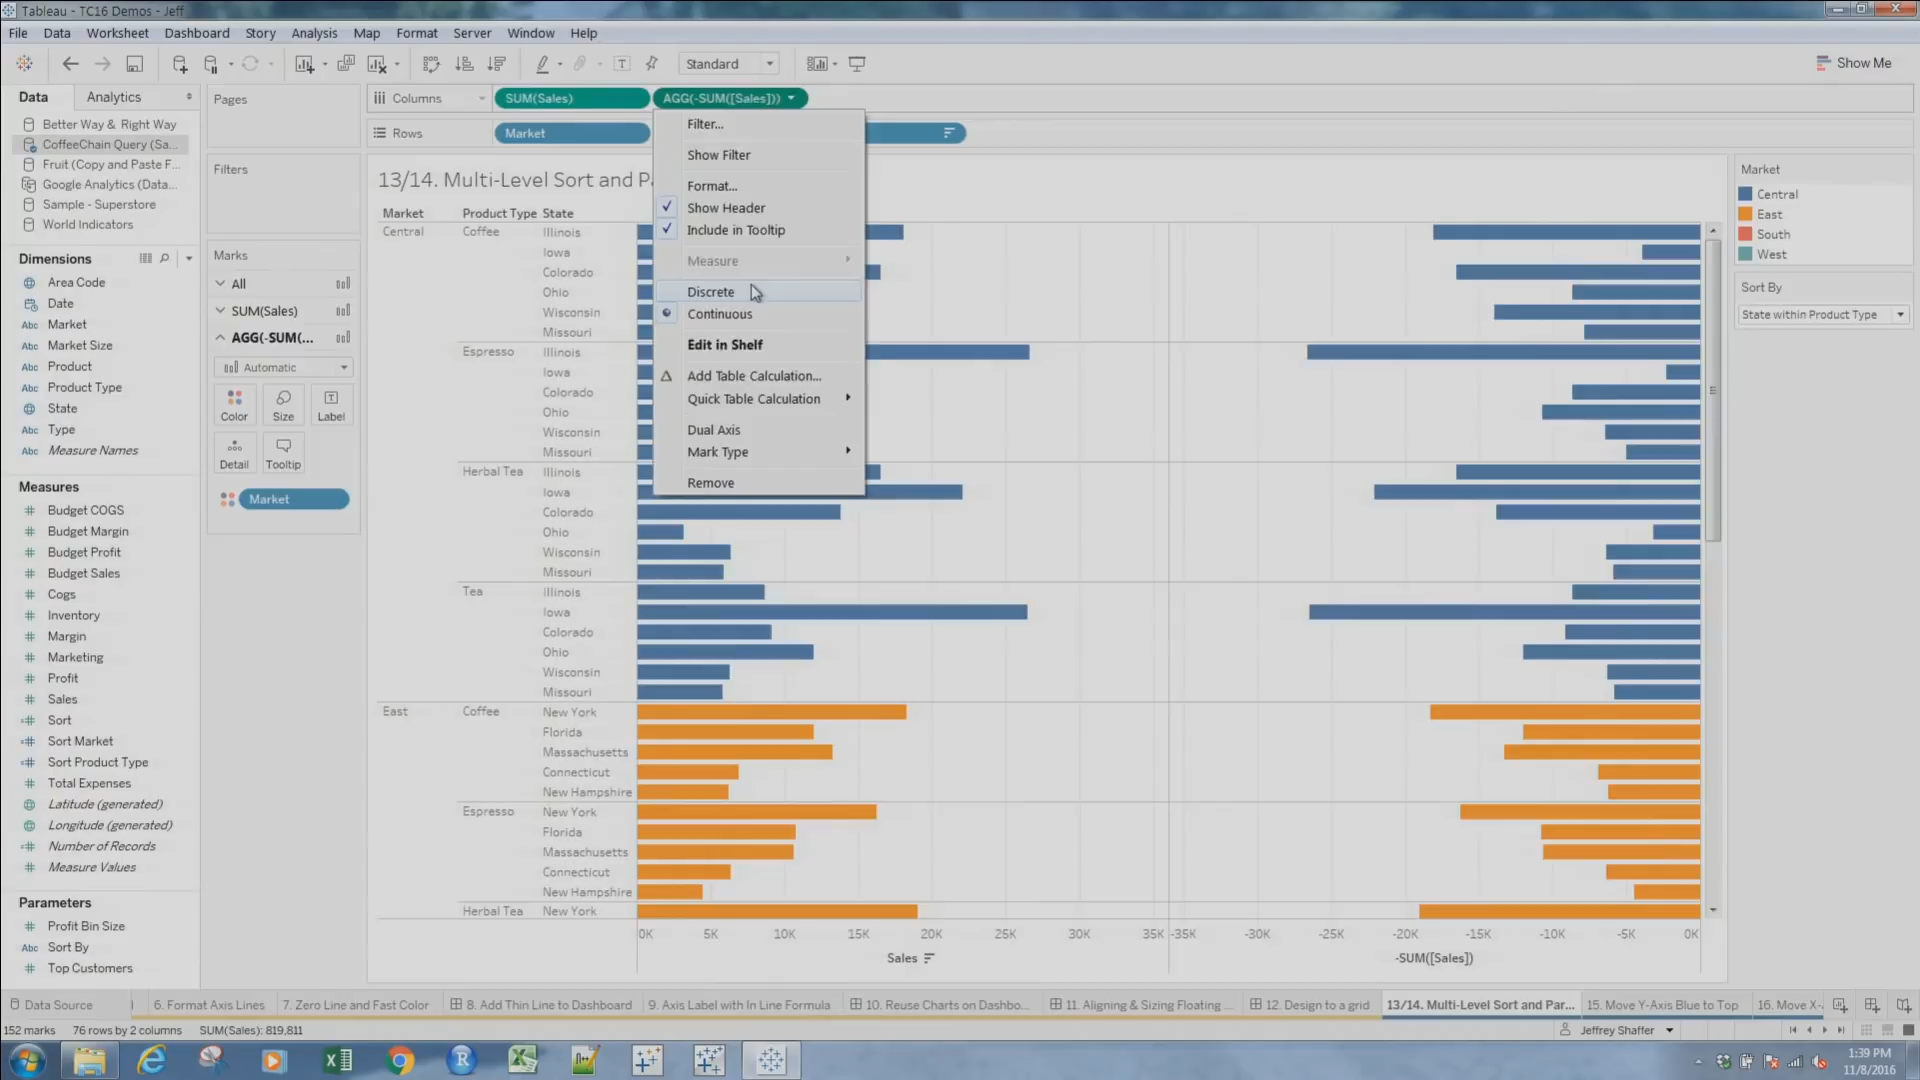 Tableau - TC16 Demos - Jeff
File Data Worksheet Dashboard Story Analysis Map Format Server Window Help
Standard
Show Me
Data Analytics
Better Way & Right Way
CoffeeChain Query (Sa...
Fruit (Copy and Paste F...
Google Analytics (Data...
Sample - Superstore
World Indicators
Dimensions
Area Code
Date
Abc Market
Abc Market Size
Abc Product
Abc Product Type
State
Abc Type
Abc Measure Names
Measures
# Budget COGS
# Budget Margin
# Budget Profit
# Budget Sales
# Cogs
# Inventory
# Margin
# Marketing
# Profit
# Sales
=# Sort
=# Sort Market
=# Sort Product Type
# Total Expenses
Latitude (generated)
Longitude (generated)
=# Number of Records
# Measure Values
Parameters
# Profit Bin Size
Abc Sort By
# Top Customers
Pages
Filters
Marks
All
SUM(Sales)
AGG(-SUM(...
Automatic
Color Size Label
Detail Tooltip
Market
Columns SUM(Sales) AGG(-SUM([Sales]))
Rows Market
13/14. Multi-Level Sort and Pa
Filter...
Show Filter
Format...
Show Header
Include in Tooltip
Measure
Discrete
Continuous
Edit in Shelf
Add Table Calculation...
Quick Table Calculation
Dual Axis
Mark Type
Remove
Market Product Type State
Central Coffee Illinois
Iowa
Colorado
Ohio
Wisconsin
Missouri
Espresso Illinois
Iowa
Colorado
Ohio
Wisconsin
Missouri
Herbal Tea Illinois
Iowa
Colorado
Ohio
Wisconsin
Missouri
Tea Illinois
Iowa
Colorado
Ohio
Wisconsin
Missouri
East Coffee New York
Florida
Massachusetts
Connecticut
New Hampshire
Espresso New York
Florida
Massachusetts
Connecticut
New Hampshire
Herbal Tea New York
0K 5K 10K 15K 20K 25K 30K 35K -35K -30K -25K -20K -15K -10K -5K 0K
Sales -SUM([Sales])
Market
Central
East
South
West
Sort By
State within Product Type
Data Source 6. Format Axis Lines 7. Zero Line and Fast Color 8. Add Thin Line to Dashboard 9. Axis Label with In Line Formula 10. Reuse Charts on Dashbo... 11. Aligning & Sizing Floating ... 12. Design to a grid 13/14. Multi-Level Sort and Par... 15. Move Y-Axis Blue to Top 16. Move X-
152 marks 76 rows by 2 columns SUM(Sales): 819,811 Jeffrey Shaffer
1:39 PM
11/8/2016